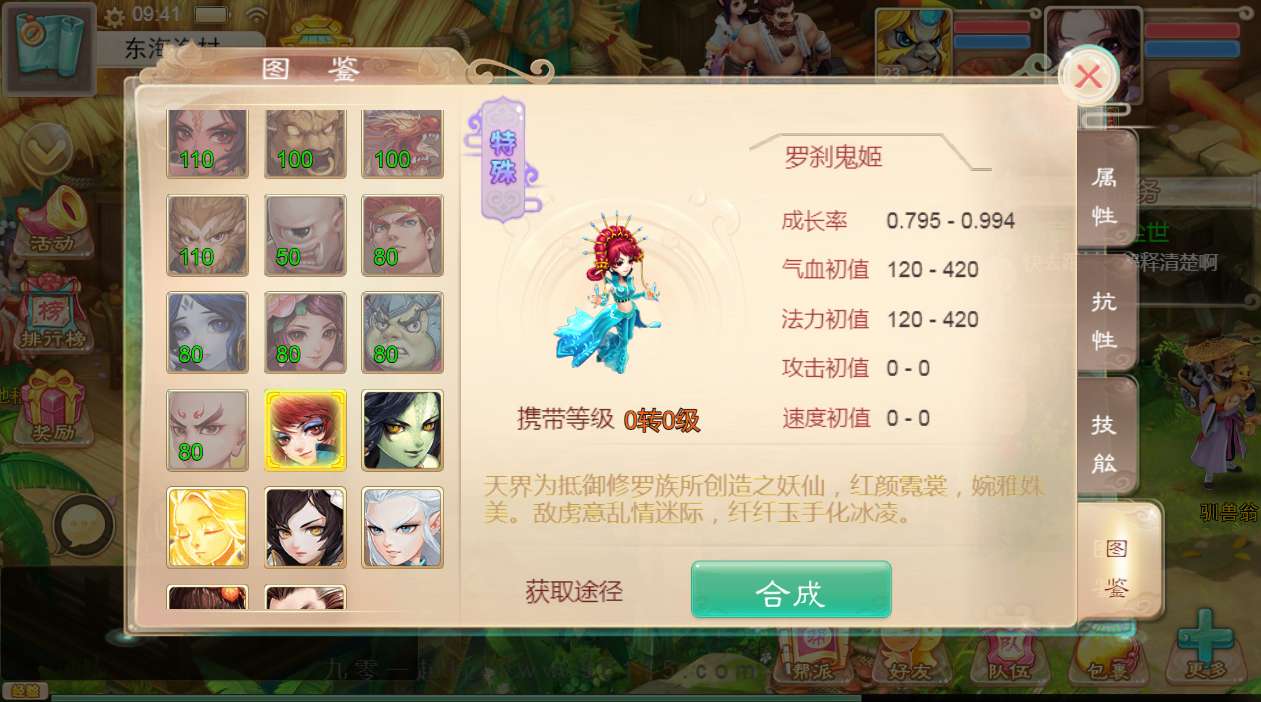 09:41
东海渔村
图鉴
110
100
100
110
50
80
80
80
80
80
特殊
罗刹鬼姬
成长率 0.795 - 0.994
气血初值 120 - 420
法力初值 120 - 420
攻击初值 0 - 0
速度初值 0 - 0
携带等级 0转0级
天界为抵御修罗族所创造之妖仙，红颜霓裳，婉雅姝
美。敌虏意乱情迷际，纤纤玉手化冰凌。
获取途径
合成
属性
抗性
技能
图鉴
活动
榜
排行榜
奖励
释清楚啊
驯兽翁
帮派
好友
队伍
包裹
更多
经验